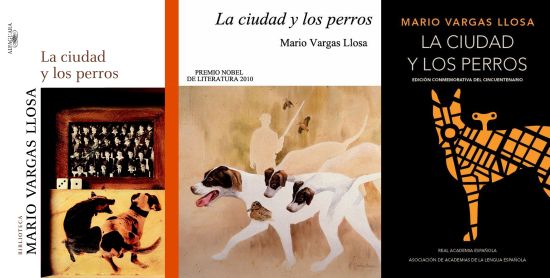 ALFAGUARA
BIBLIOTECA
MARIO VARGAS LLOSA
La ciudad
y los perros
La ciudad y los perros
Mario Vargas Llosa
PREMIO NOBEL
DE LITERATURA 2010
MARIO VARGAS LLOSA
LA CIUDAD
Y LOS PERROS
EDICIÓN CONMEMORATIVA DEL CINCUENTENARIO
REAL ACADEMIA ESPAÑOLA
ASOCIACIÓN DE ACADEMIAS DE LA LENGUA ESPAÑOLA